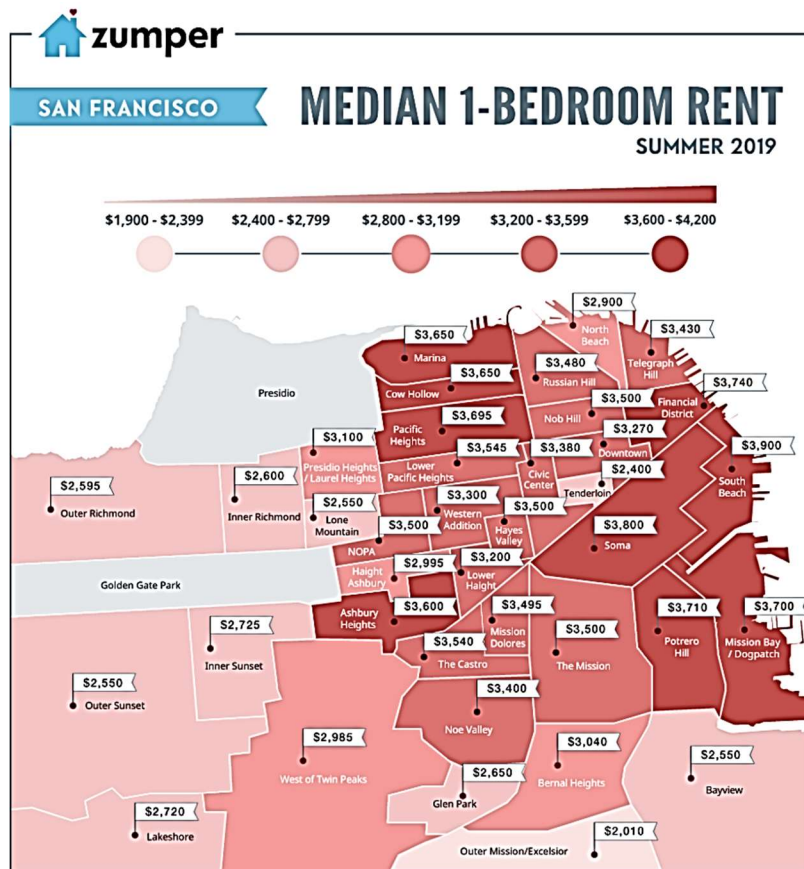 zumper
SAN FRANCISCO
MEDIAN 1-BEDROOM RENT
SUMMER 2019
$1,900 - $2,399
$2,400 - $2,799
$2,800 - $3,199
$3,200 - $3,599
$3,600 - $4,200
$2,900
North
Beach
$3,650
Marina
$3,430
Telegraph
Hill
$3,480
Russian Hill
$3,650
Cow Hollow
Presidio
$3,740
Financial
District
$3,500
Nob Hill
$3,695
Pacific
Heights
$3,270
Downtown
$3,100
Presidio Heights
/ Laurel Heights
$3,545
Lower
Pacific Heights
$3,380
Civic
Center
$3,900
South
Beach
$2,400
Tenderloin
$2,595
Outer Richmond
$2,600
Inner Richmond
$2,550
Lone
Mountain
$3,300
Western
Addition
$3,500
Hayes
Valley
$3,500
NOPA
$3,800
Soma
$2,995
Haight
Ashbury
$3,200
Lower
Haight
Golden Gate Park
$3,600
Ashbury
Heights
$3,495
Mission
Dolores
$3,710
Potrero
Hill
$3,700
Mission Bay
/ Dogpatch
$2,725
Inner Sunset
$3,540
The Castro
$3,500
The Mission
$2,550
Outer Sunset
$3,400
Noe Valley
$2,985
West of Twin Peaks
$3,040
Bernal Heights
$2,550
Bayview
$2,650
Glen Park
$2,720
Lakeshore
$2,010
Outer Mission/Excelsior